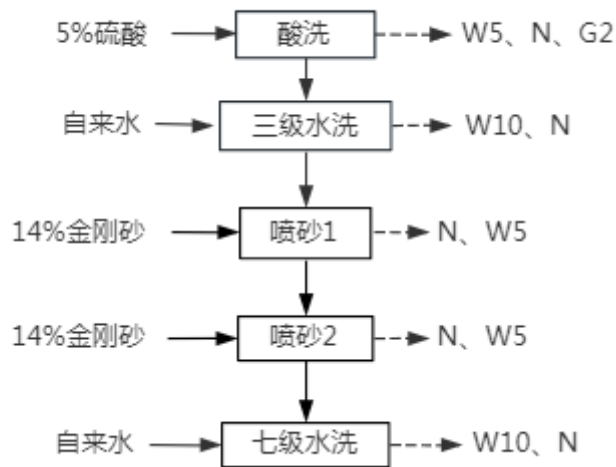 5%硫酸 酸洗 W5、N、G2
自来水 三级水洗 W10、N
14%金刚砂 喷砂1 N、W5
14%金刚砂 喷砂2 N、W5
自来水 七级水洗 W10、N